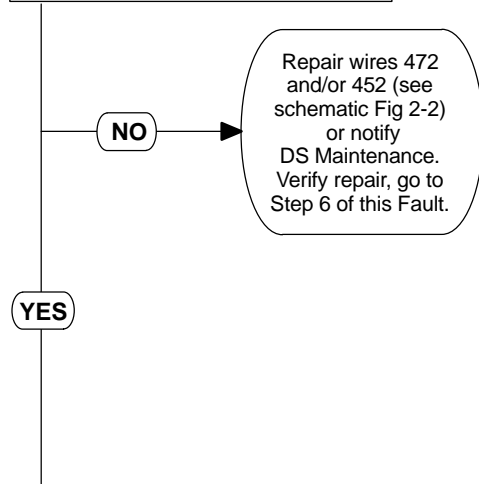 Repair wires 472
and/or 452 (see
schematic Fig 2-2)
or notify
DS Maintenance.
Verify repair, go to
Step 6 of this Fault.
NO
YES